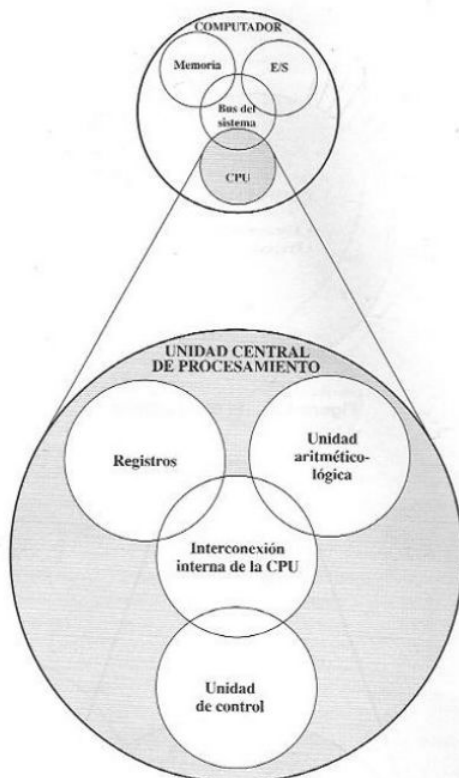 COMPUTADOR
Memoria
E/S
Bus del
sistema
CPU
UNIDAD CENTRAL
DE PROCESAMIENTO
Registros
Unidad
aritmético-
lógica
Interconexión
interna de la CPU
Unidad
de control